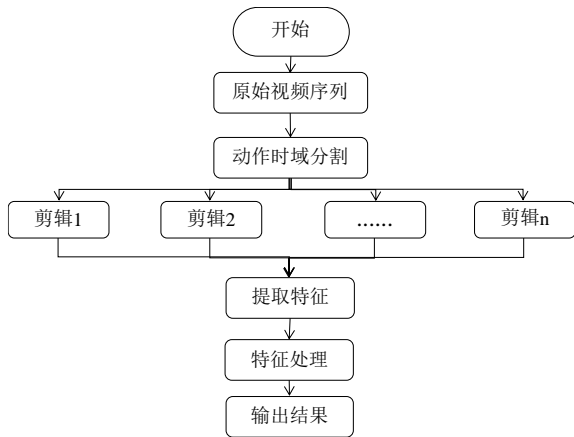 开始
原始视频序列
动作时域分割
剪辑1
剪辑2
......
剪辑n
提取特征
特征处理
输出结果